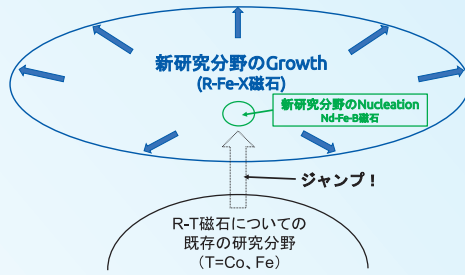 新研究分野のGrowth
(R-Fe-X磁石)
新研究分野のNucleation
Nd-Fe-B磁石
ジャンプ！
R-T磁石についての
既存の研究分野
(T=Co、Fe)